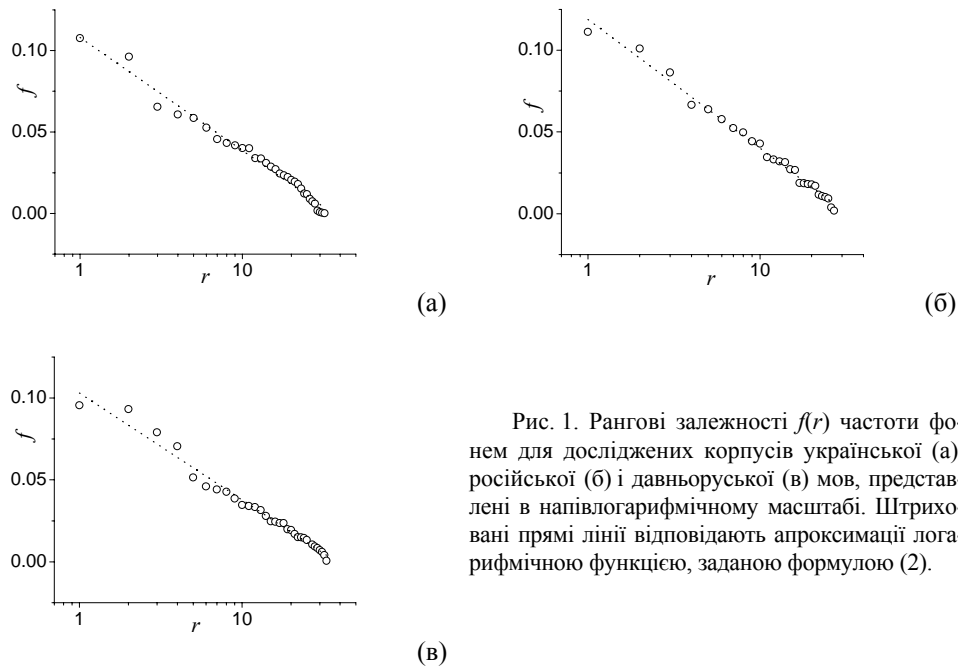 0.10
0.05
0.00
f
1
10
r
(а)
0.10
0.05
0.00
f
1
10
r
(б)
0.10
0.05
0.00
f
1
10
r
(в)
Рис. 1. Рангові залежності f(r) частоти фо-
нем для досліджених корпусів української (а)
російської (б) і давньоруської (в) мов, представ-
лені в напівлогарифмічному масштабі. Штрихо-
вані прямі лінії відповідають апроксимації лога-
рифмічною функцією, заданою формулою (2).